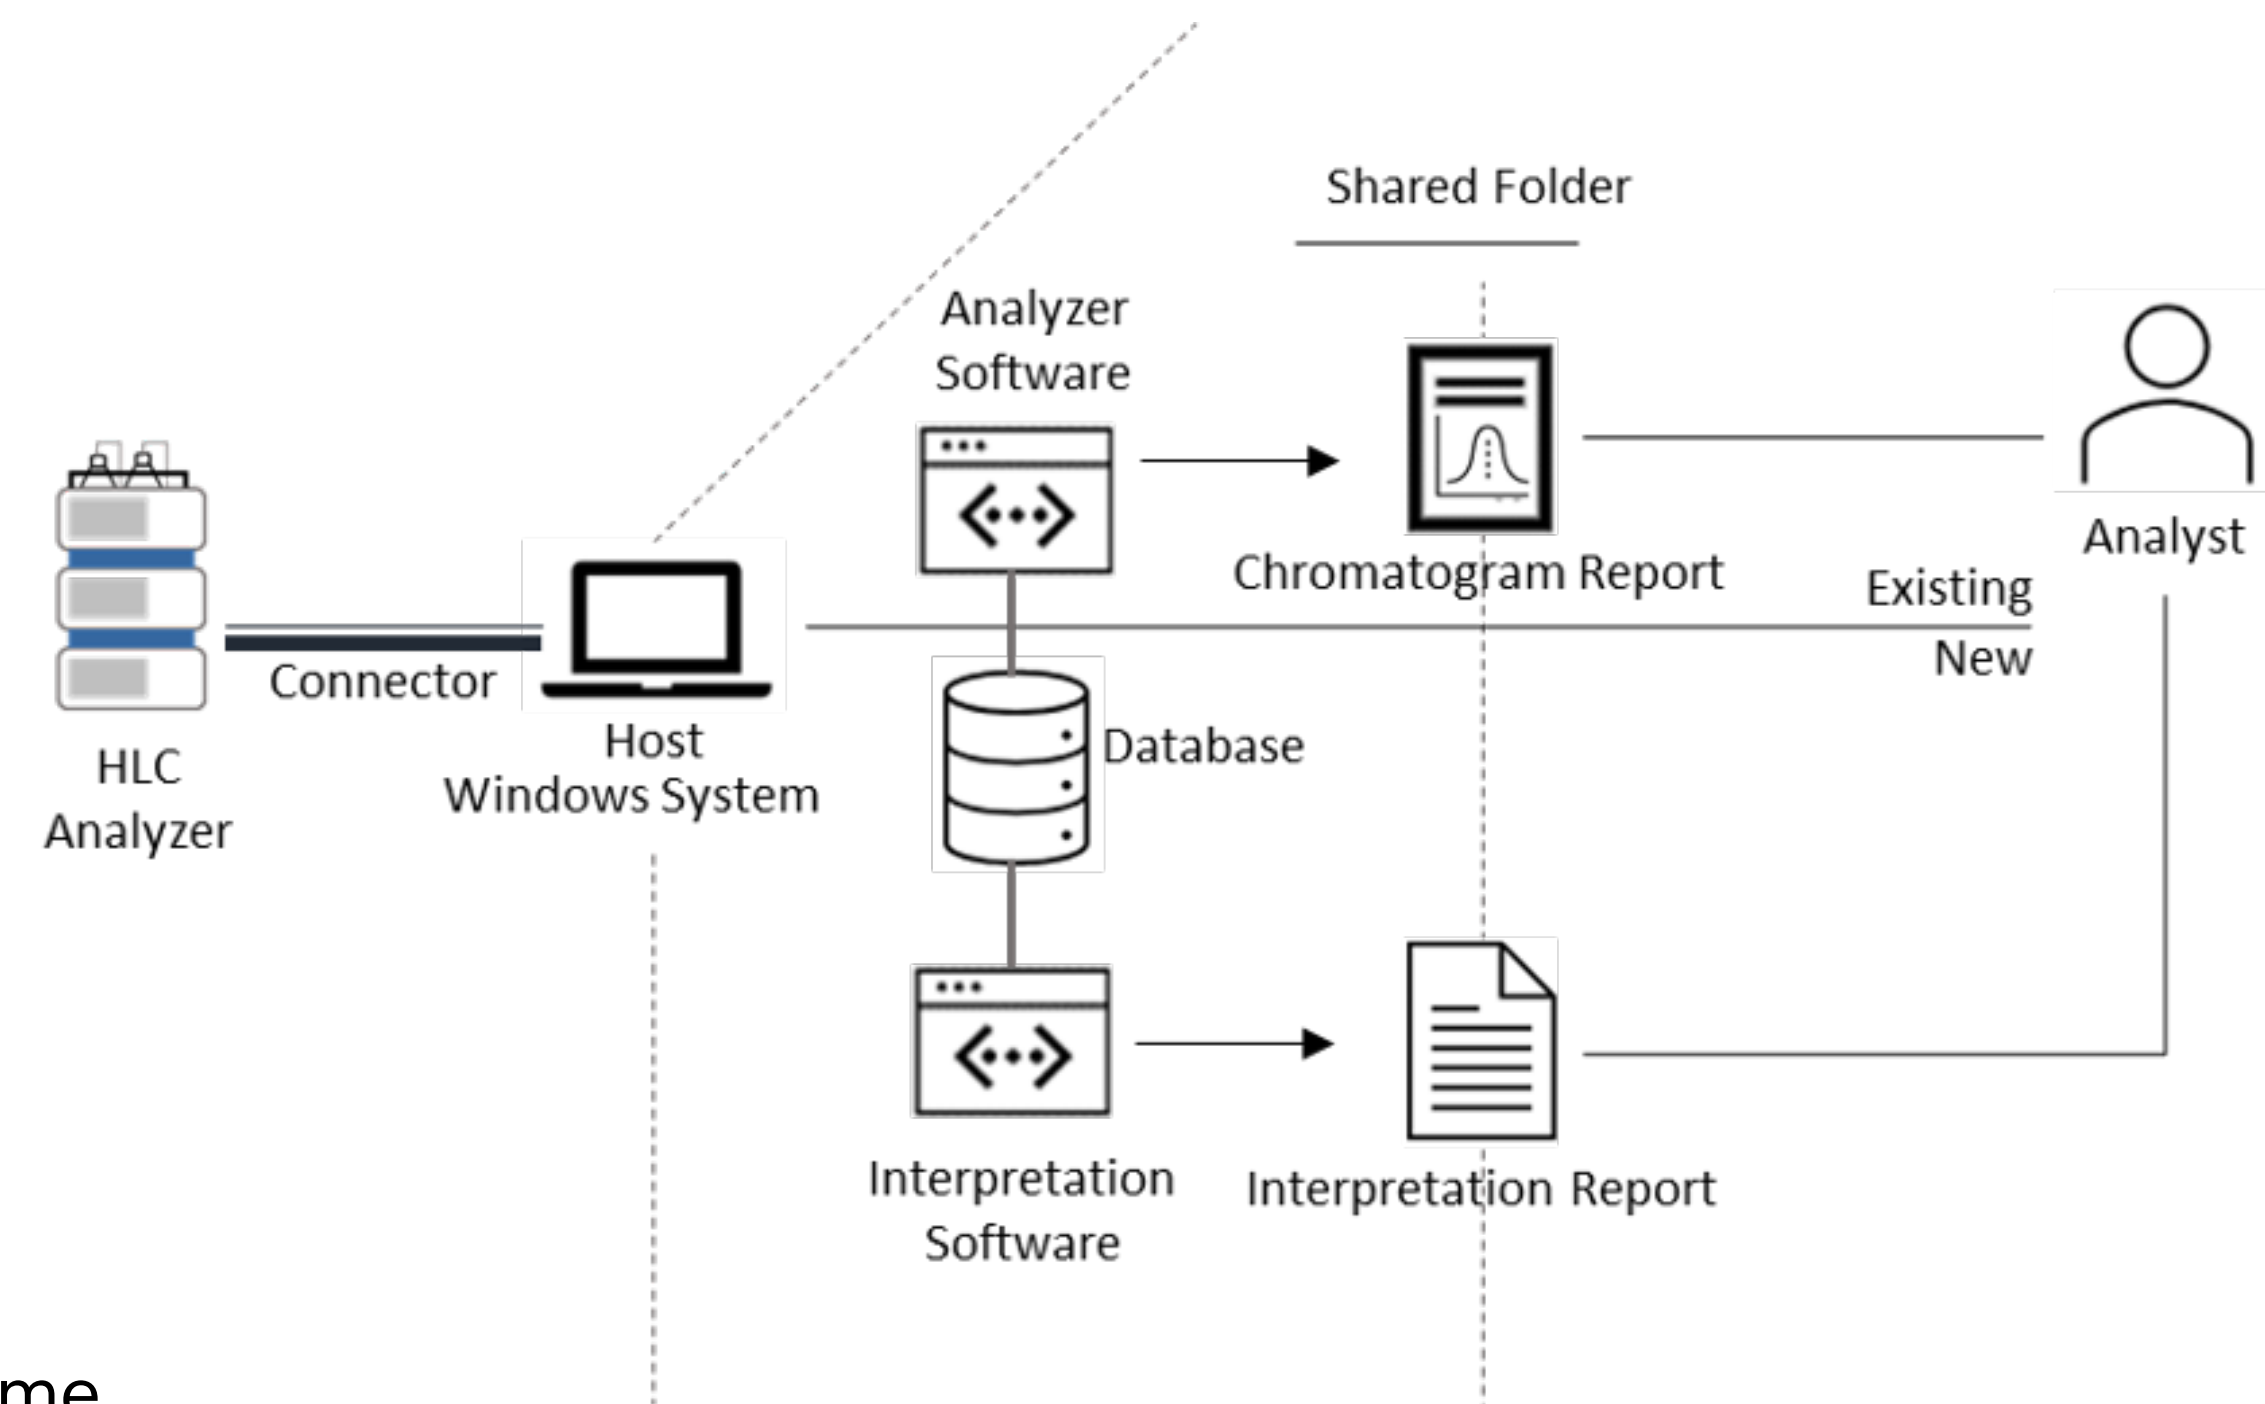 Shared Folder
Analyzer
Software
Chromatogram Report
Analyst
Existing
New
Connector
Host
Windows System
Database
HLC
Analyzer
Interpretation
Software
Interpretation Report
me